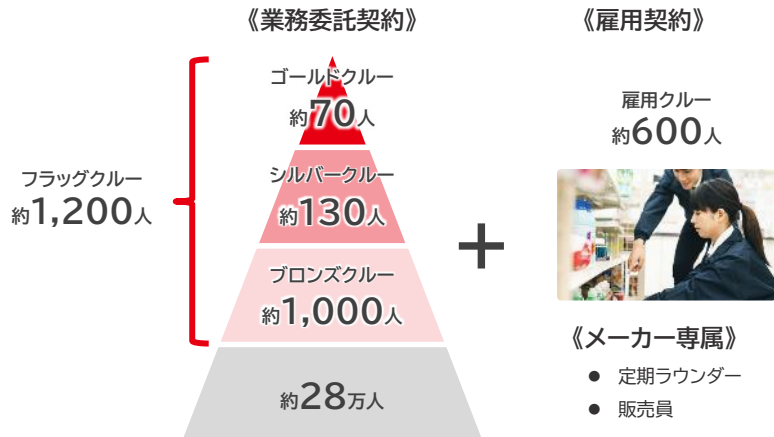 《業務委託契約》
ゴールドクルー
約70人
シルバークルー
約130人
ブロンズクルー
約1,000人
約28万人
フラッグクルー
約1,200人
+
《雇用契約》
雇用クルー
約600人
《メーカー専属》
● 定期ラウンダー
● 販売員